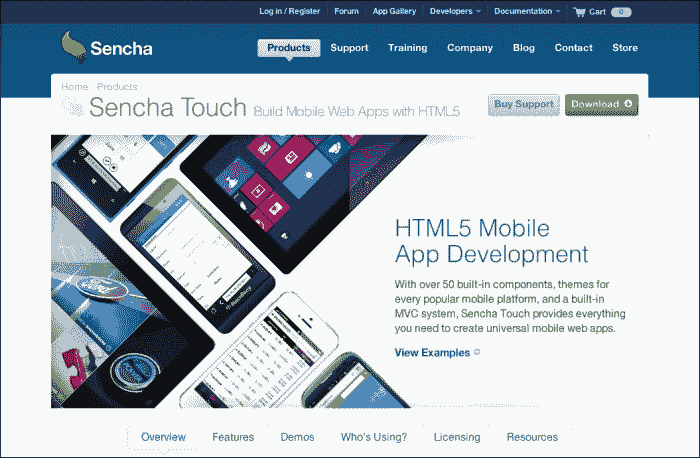 Log in / Register Forum App Gallery Developers Documentation Cart 0
Sencha
Products Support Training Company Blog Contact Store
Home Products
Sencha Touch Build Mobile Web Apps with HTML5
Buy Support Download
Ford
BlackBerry
HTML5 Mobile
App Development
With over 50 built-in components, themes for
every popular mobile platform, and a built-in
MVC system, Sencha Touch provides everything
you need to create universal mobile web apps.
View Examples
Overview Features Demos Who's Using? Licensing Resources